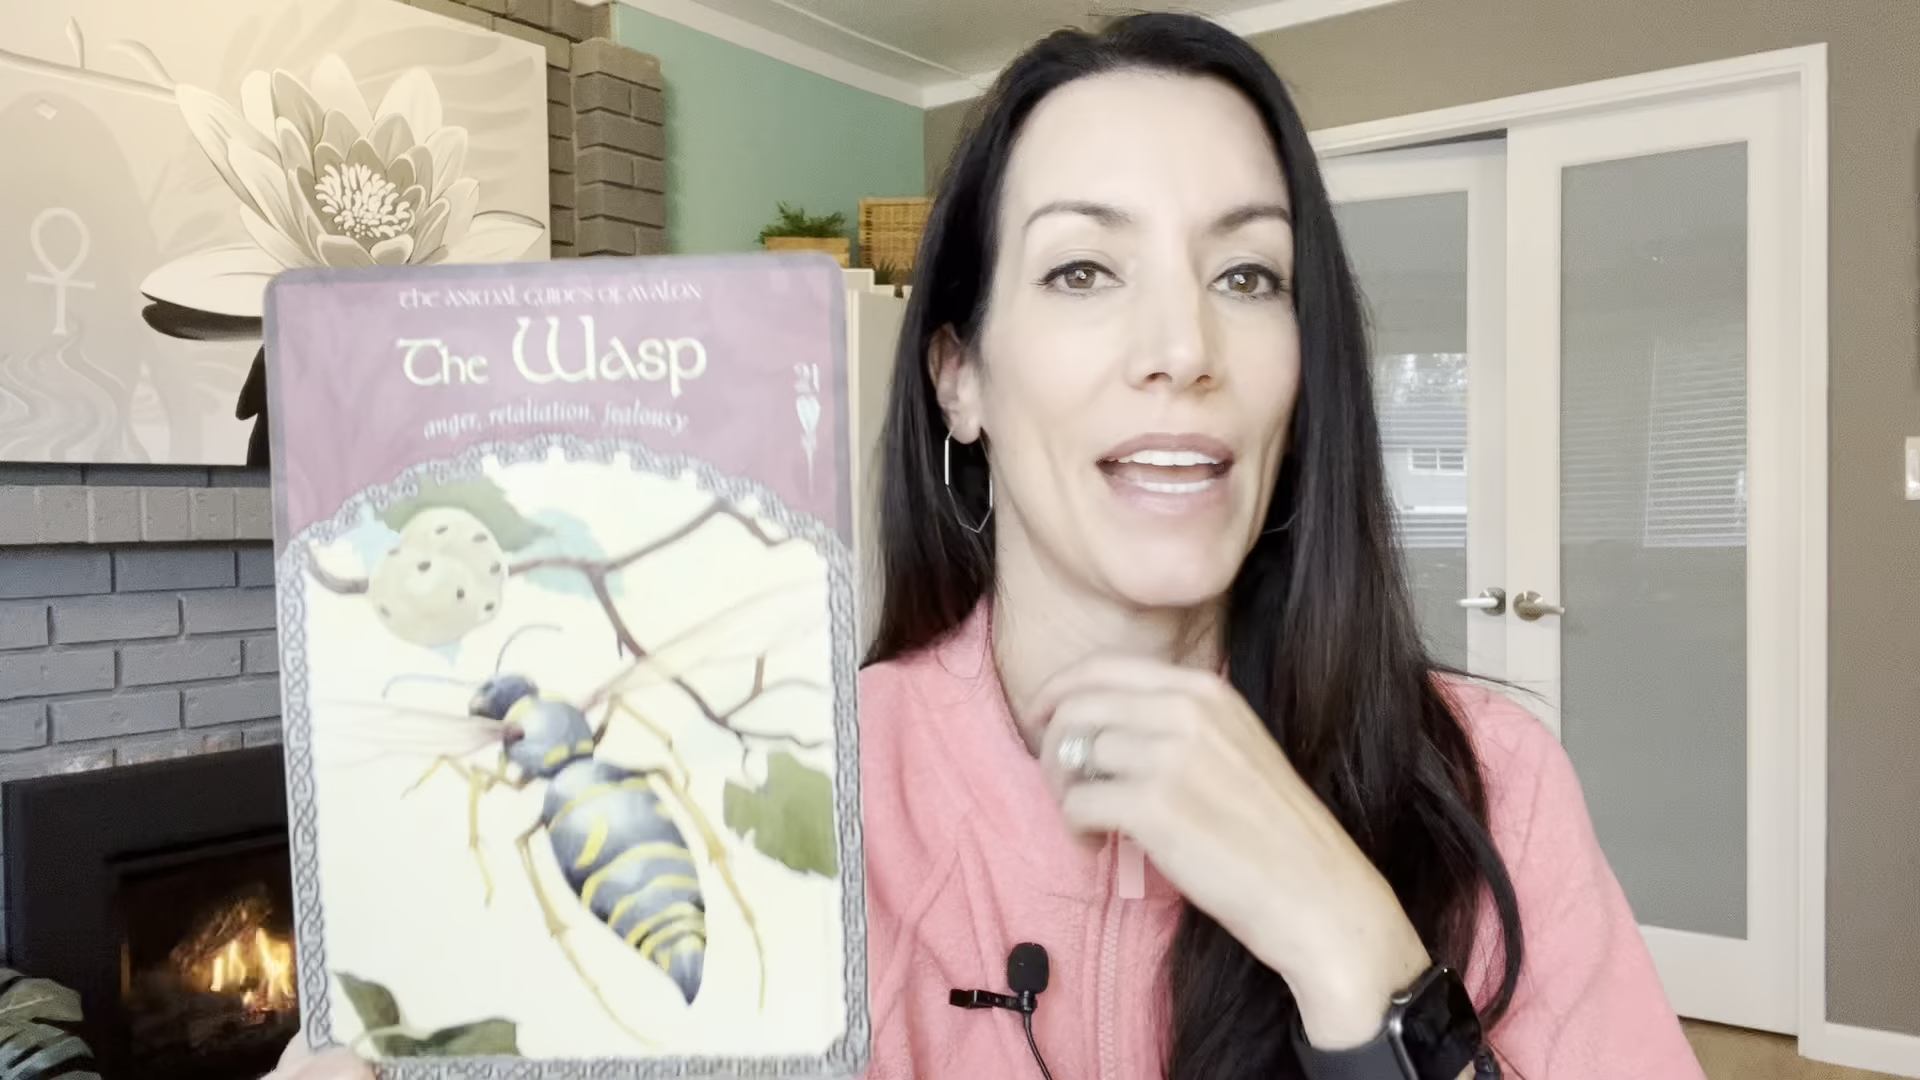 The Animal Guides of Avalon
The Wasp
21
anger, retaliation, jealousy